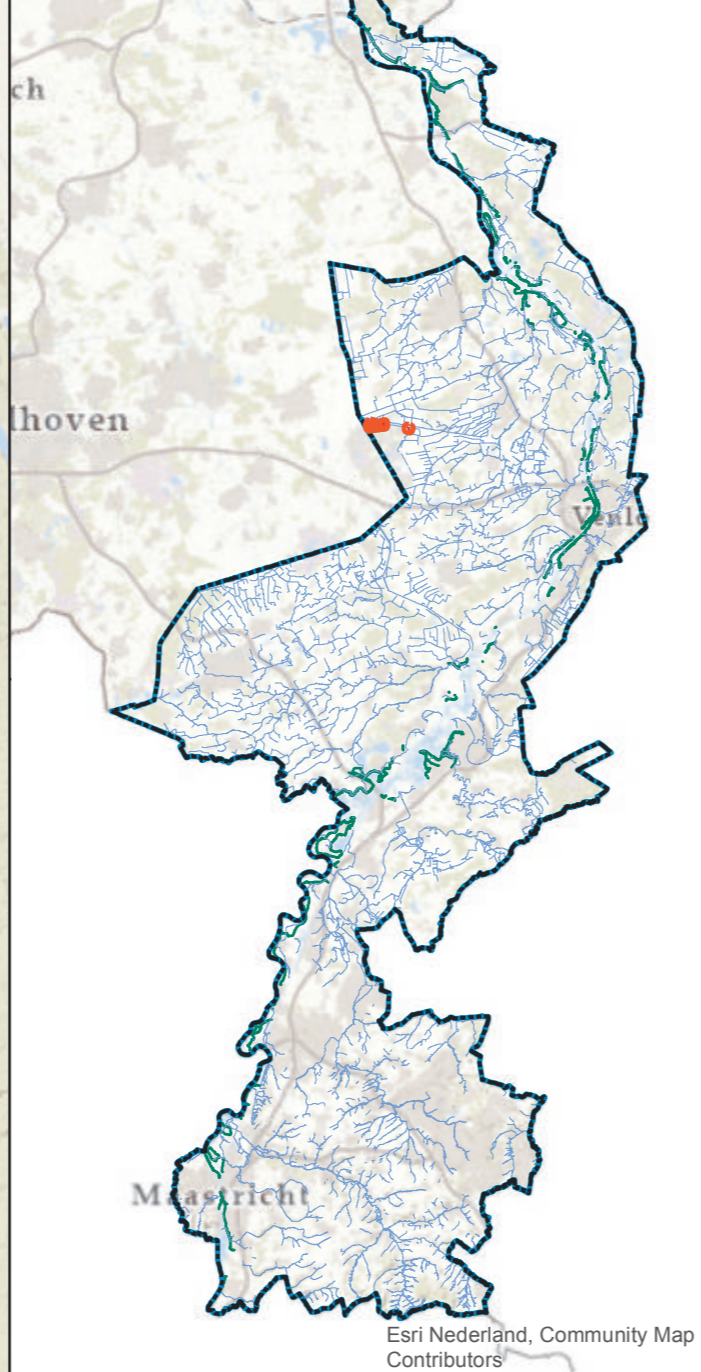 ch
lhoven
Venlo
Maastricht
Esri Nederland, Community Map
Contributors